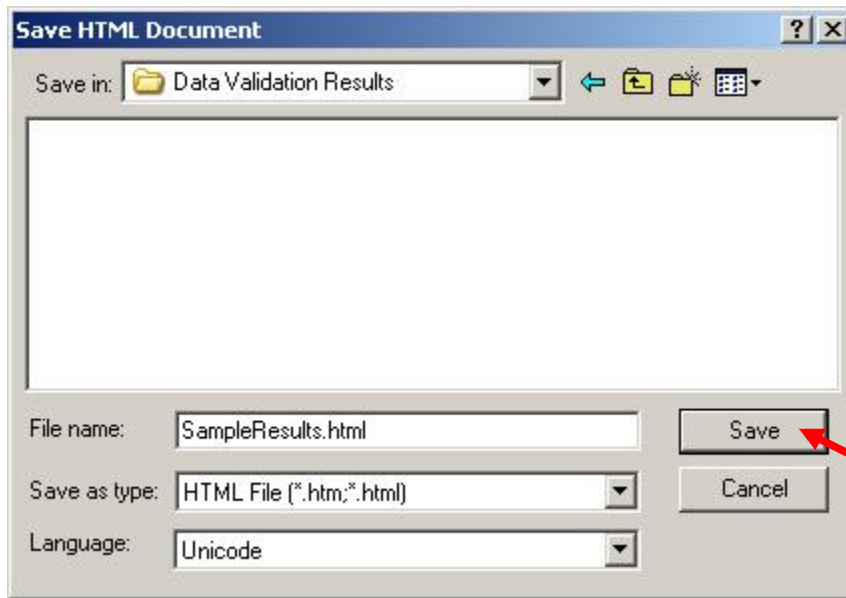 Save HTML Document
Save in: Data Validation Results
File name: SampleResults.html Save
Save as type: HTML File (*.htm;*.html) Cancel
Language: Unicode